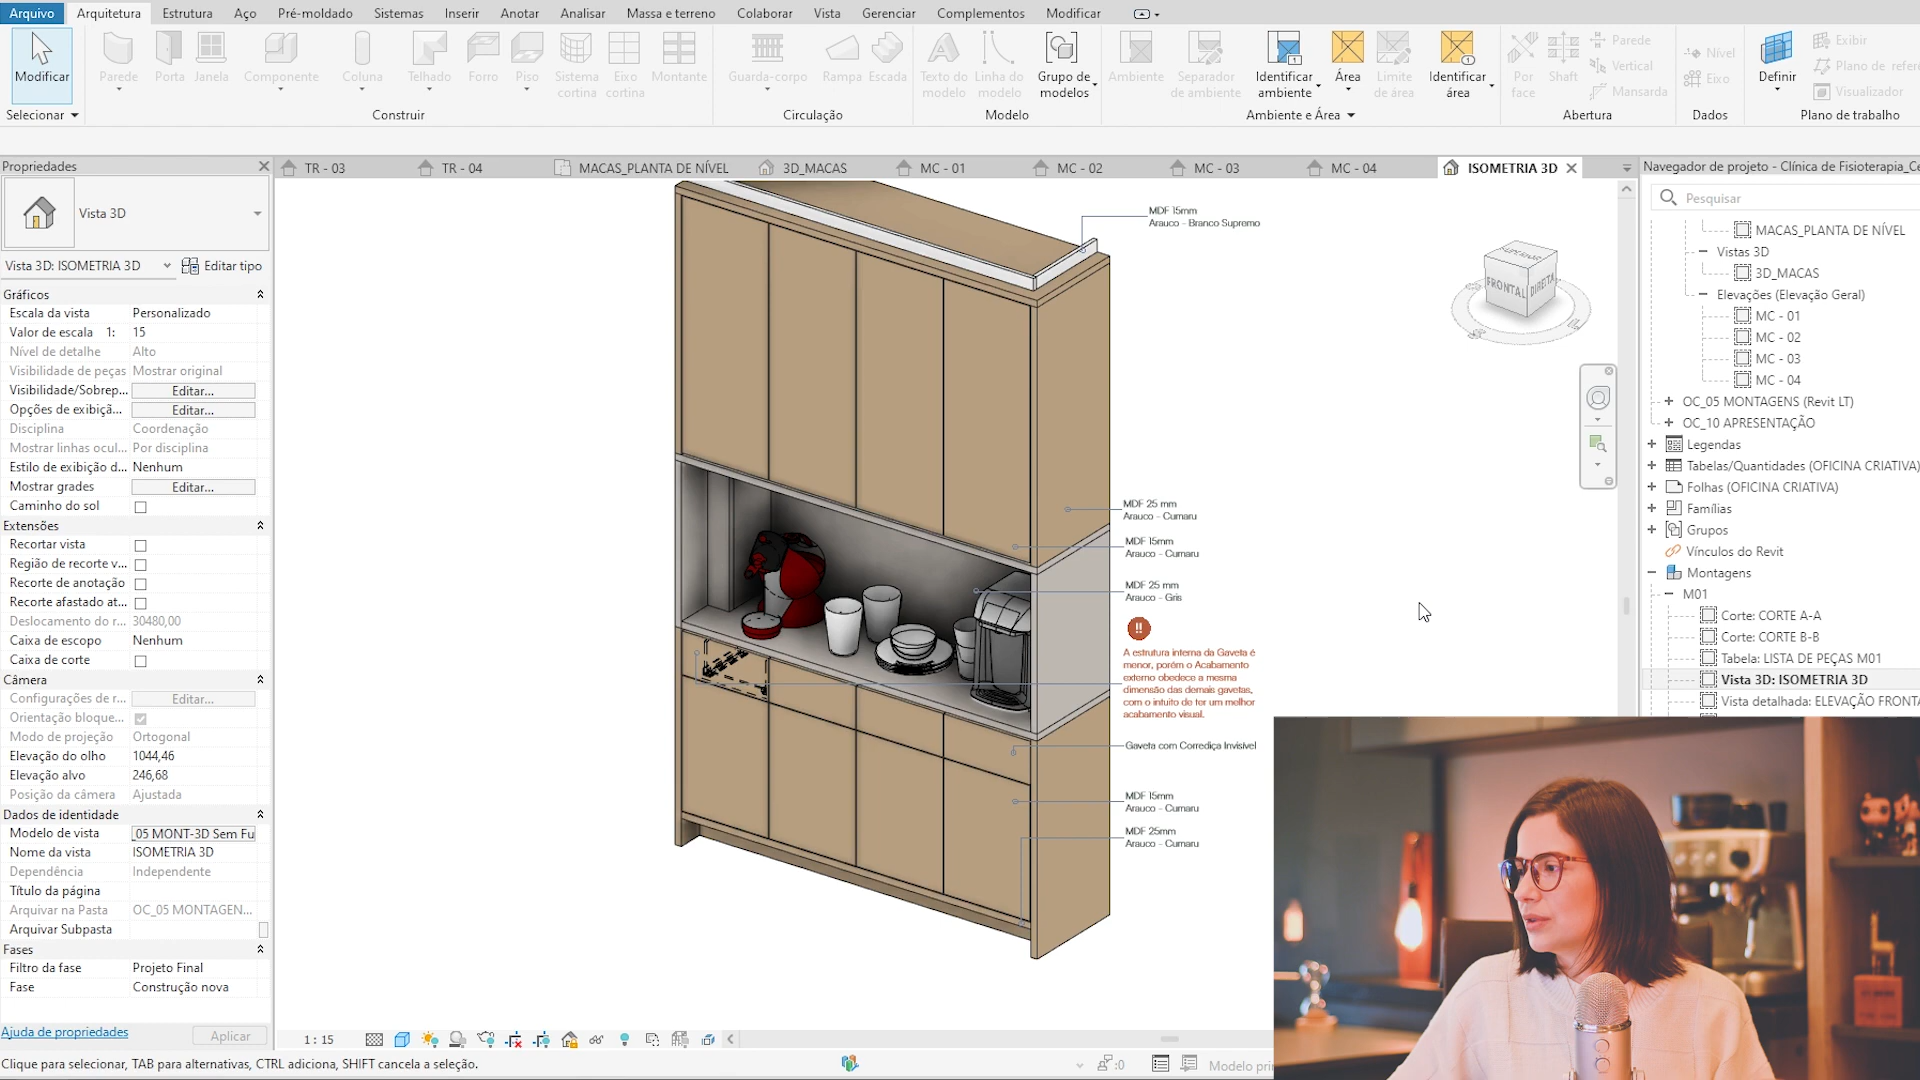 Arquivo
Arquitetura
Estrutura
Aço
Pré-moldado
Sistemas
Inserir
Anotar
Analisar
Massa e terreno
Colaborar
Vista
Gerenciar
Complementos
Modificar
Modificar
Parede
Porta
Janela
Componente
Coluna
Telhado
Forro
Piso
Sistema cortina
Eixo cortina
Montante
Guarda-corpo
Rampa
Escada
Texto do modelo
Linha do modelo
Grupo de modelos
Ambiente
Separador de ambiente
Identificar ambiente
Área
Limite de área
Identificar área
Por face
Shaft
Parede
Vertical
Mansarda
Nível
Eixo
Definir
Exibir
Plano de refer
Visualizador
Selecionar
Construir
Circulação
Modelo
Ambiente e Área
Abertura
Dados
Plano de trabalho
Propriedades
TR - 03
TR - 04
MACAS_PLANTA DE NÍVEL
3D_MACAS
MC - 01
MC - 02
MC - 03
MC - 04
ISOMETRIA 3D
Navegador de projeto - Clínica de Fisioterapia_Ce
Vista 3D
Vista 3D: ISOMETRIA 3D
Editar tipo
Gráficos
Escala da vista Personalizado
Valor de escala 1: 15
Nível de detalhe Alto
Visibilidade de peças Mostrar original
Visibilidade/Sobrep... Editar...
Opções de exibiçã... Editar...
Disciplina Coordenação
Mostrar linhas ocul... Por disciplina
Estilo de exibição d... Nenhum
Mostrar grades Editar...
Caminho do sol
Extensões
Recortar vista
Região de recorte v...
Recorte de anotação
Recorte afastado at...
Deslocamento do r... 30480,00
Caixa de escopo Nenhum
Caixa de corte
Câmera
Configurações de r... Editar...
Orientação bloque...
Modo de projeção Ortogonal
Elevação do olho 1044,46
Elevação alvo 246,68
Posição da câmera Ajustada
Dados de identidade
Modelo de vista _05 MONT-3D Sem Fu
Nome da vista ISOMETRIA 3D
Dependência Independente
Título da página
Arquivar na Pasta OC_05 MONTAGEN...
Arquivar Subpasta
Fases
Filtro da fase Projeto Final
Fase Construção nova
Ajuda de propriedades
Aplicar
MDF 15mm
Arauco - Branco Supremo
MDF 25 mm
Arauco - Cumaru
MDF 15mm
Arauco - Cumaru
MDF 25 mm
Arauco - Gris
!!
A estrutura interna da Gaveta é
menor, porém o Acabamento
externo obedece a mesma
dimensão das demais gavetas,
com o intuito de ter um melhor
acabamento visual.
Gaveta com Corrediça Invisível
MDF 15mm
Arauco - Cumaru
MDF 25mm
Arauco - Cumaru
SUPERIOR
FRONTAL
DIREITA
Pesquisar
MACAS_PLANTA DE NÍVEL
Vistas 3D
3D_MACAS
Elevações (Elevação Geral)
MC - 01
MC - 02
MC - 03
MC - 04
OC_05 MONTAGENS (Revit LT)
OC_10 APRESENTAÇÃO
Legendas
Tabelas/Quantidades (OFICINA CRIATIVA)
Folhas (OFICINA CRIATIVA)
Famílias
Grupos
Vínculos do Revit
Montagens
M01
Corte: CORTE A-A
Corte: CORTE B-B
Tabela: LISTA DE PEÇAS M01
Vista 3D: ISOMETRIA 3D
Vista detalhada: ELEVAÇÃO FRONTA
1 : 15
Clique para selecionar, TAB para alternativas, CTRL adiciona, SHIFT cancela a seleção.
:0
Modelo pri